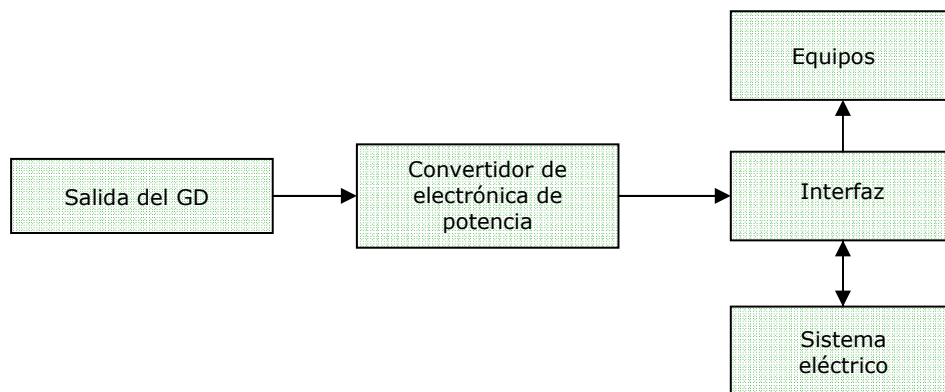 Equipos
Salida del GD
Convertidor de
electrónica de
potencia
Interfaz
Sistema
eléctrico